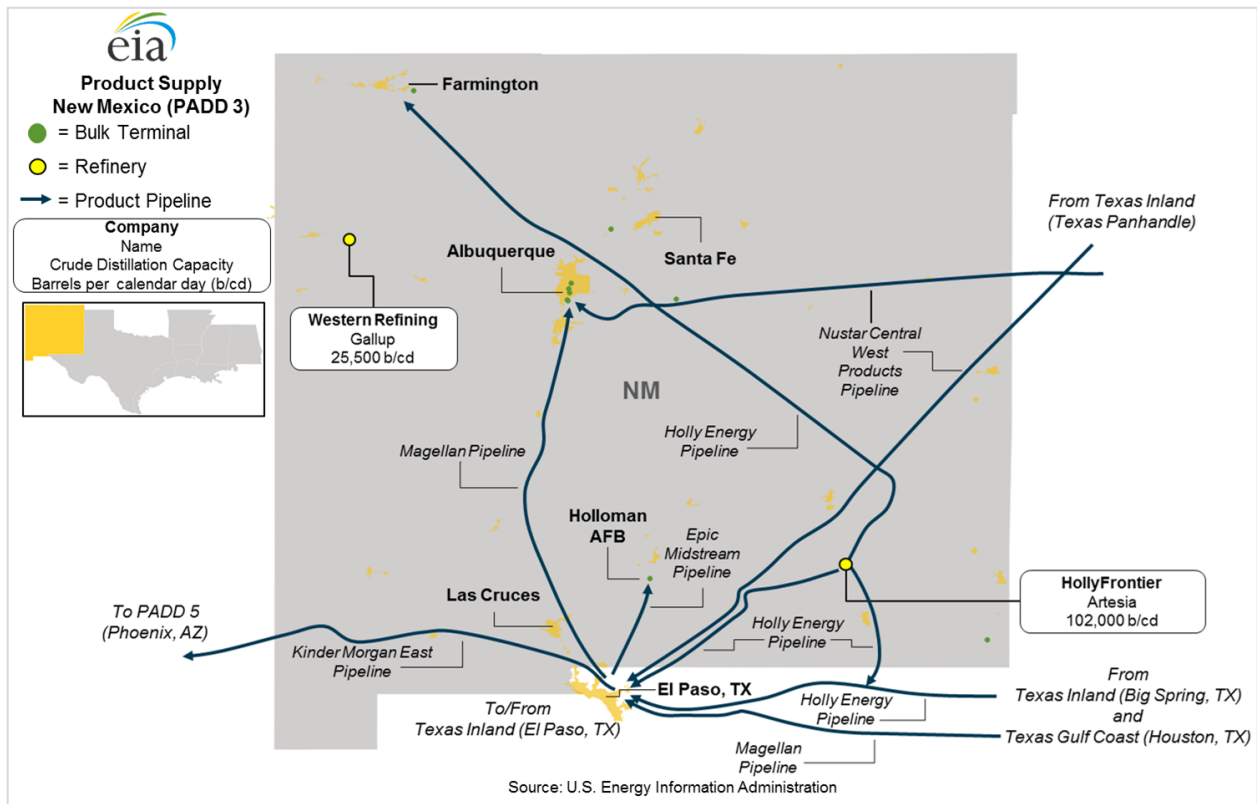 eia
Product Supply
New Mexico (PADD 3)
= Bulk Terminal
= Refinery
= Product Pipeline
Company
Name
Crude Distillation Capacity
Barrels per calendar day (b/cd)
Farmington
Albuquerque
Santa Fe
From Texas Inland
(Texas Panhandle)
Western Refining
Gallup
25,500 b/cd
Nustar Central
West
Products
Pipeline
NM
Holly Energy
Pipeline
Magellan Pipeline
Holloman
AFB
Epic
Midstream
Pipeline
Las Cruces
HollyFrontier
Artesia
102,000 b/cd
To PADD 5
(Phoenix, AZ)
Kinder Morgan East
Pipeline
Holly Energy
Pipeline
El Paso, TX
To/From
Texas Inland (El Paso, TX)
Holly Energy
Pipeline
From
Texas Inland (Big Spring, TX)
and
Texas Gulf Coast (Houston, TX)
Magellan
Pipeline
Source: U.S. Energy Information Administration